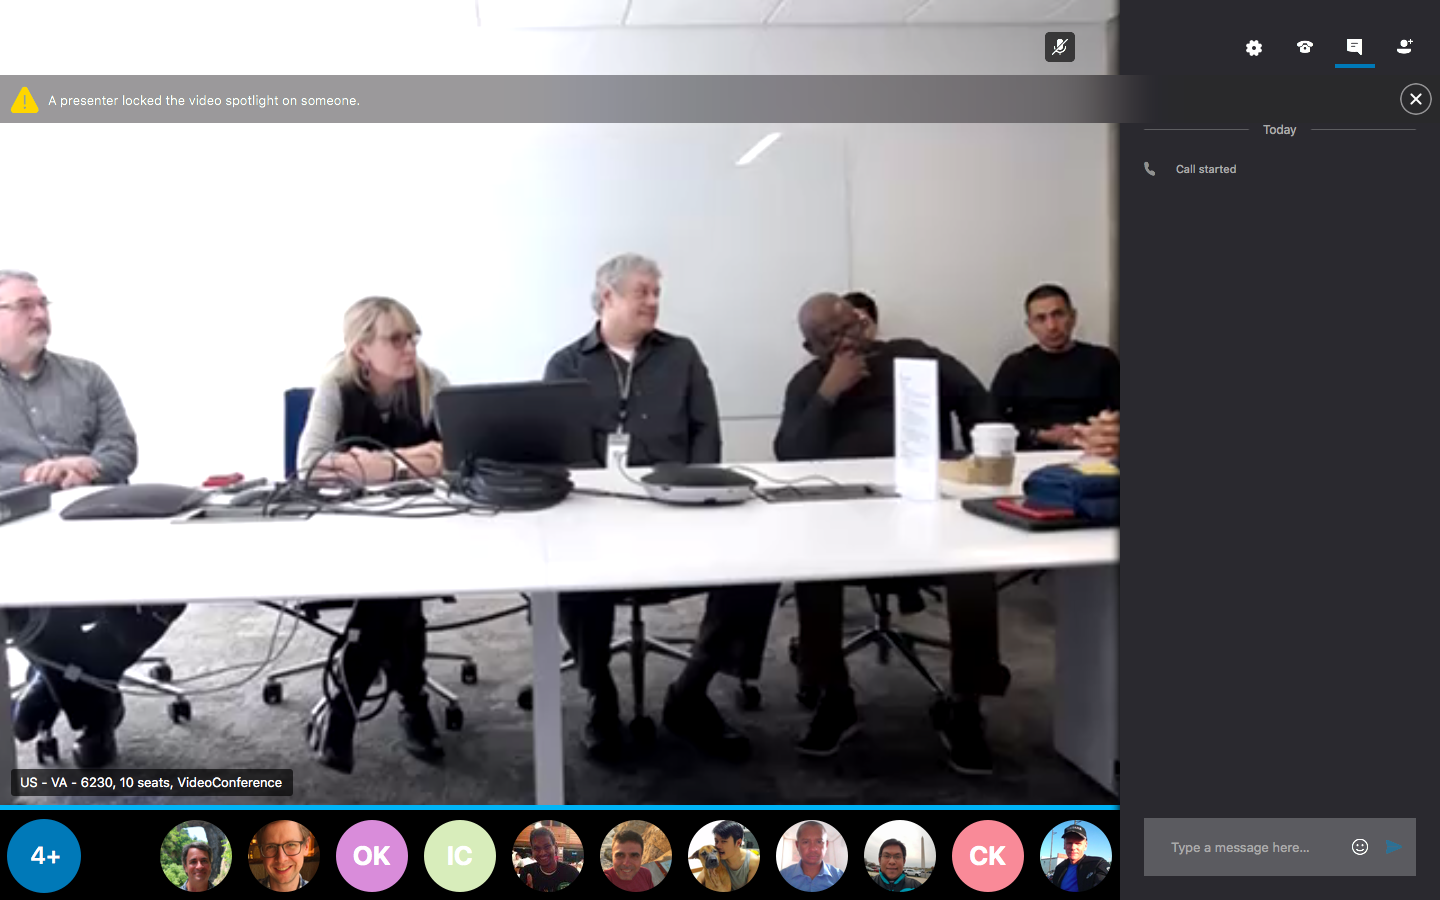 A presenter locked the video spotlight on someone.
Today
Call started
US - VA - 6230, 10 seats, VideoConference
4+
OK
IC
CK
Type a message here...